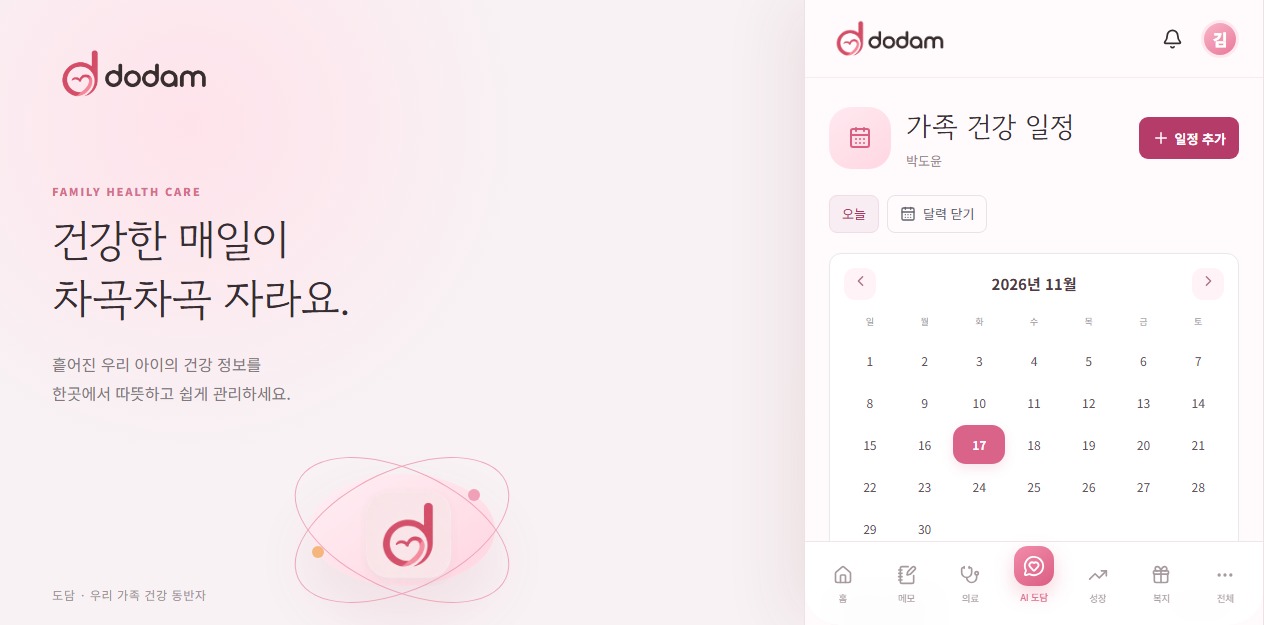 dodam
FAMILY HEALTH CARE
건강한 매일이
차곡차곡 자라요.
흩어진 우리 아이의 건강 정보를
한곳에서 따뜻하고 쉽게 관리하세요.
도담 · 우리 가족 건강 동반자
dodam
김
가족 건강 일정
박도윤
+ 일정 추가
오늘
달력 닫기
2026년 11월
일 월 화 수 목 금 토
1 2 3 4 5 6 7
8 9 10 11 12 13 14
15 16 17 18 19 20 21
22 23 24 25 26 27 28
29 30
홈 메모 의료 AI 도담 성장 복지 전체